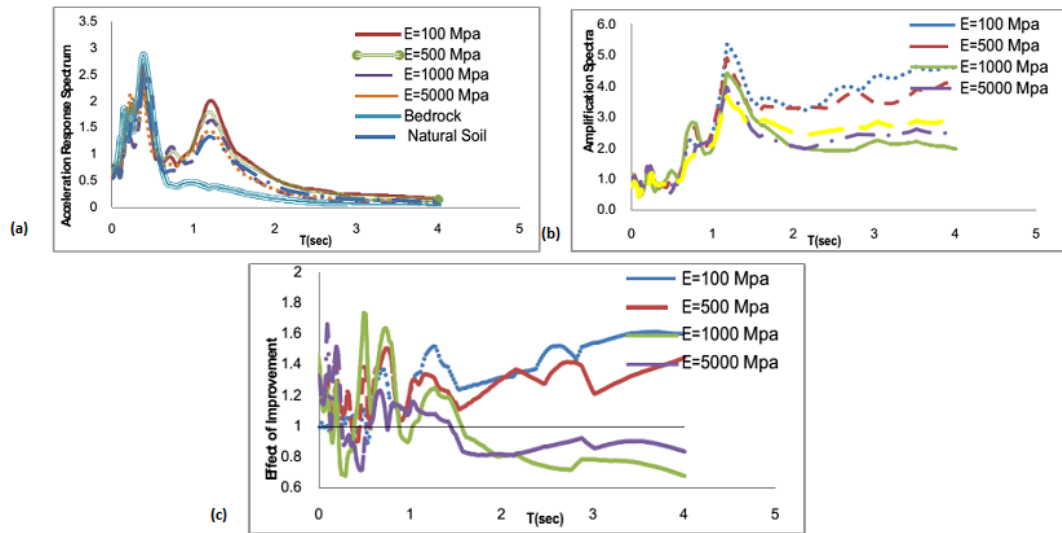 Acceleration Response Spectrum
3.5
3
2.5
2
1.5
1
0.5
0
0 1 2 3 4 5
T(sec)
E=100 Mpa
E=500 Mpa
E=1000 Mpa
E=5000 Mpa
Bedrock
Natural Soil
(a)
Amplification Spectra
6.0
5.0
4.0
3.0
2.0
1.0
0.0
0 1 2 3 4 5
T(sec)
E=100 Mpa
E=500 Mpa
E=1000 Mpa
E=5000 Mpa
(b)
Effect of Improvement
2
1.8
1.6
1.4
1.2
1
0.8
0.6
0 1 2 3 4 5
T(sec)
E=100 Mpa
E=500 Mpa
E=1000 Mpa
E=5000 Mpa
(c)